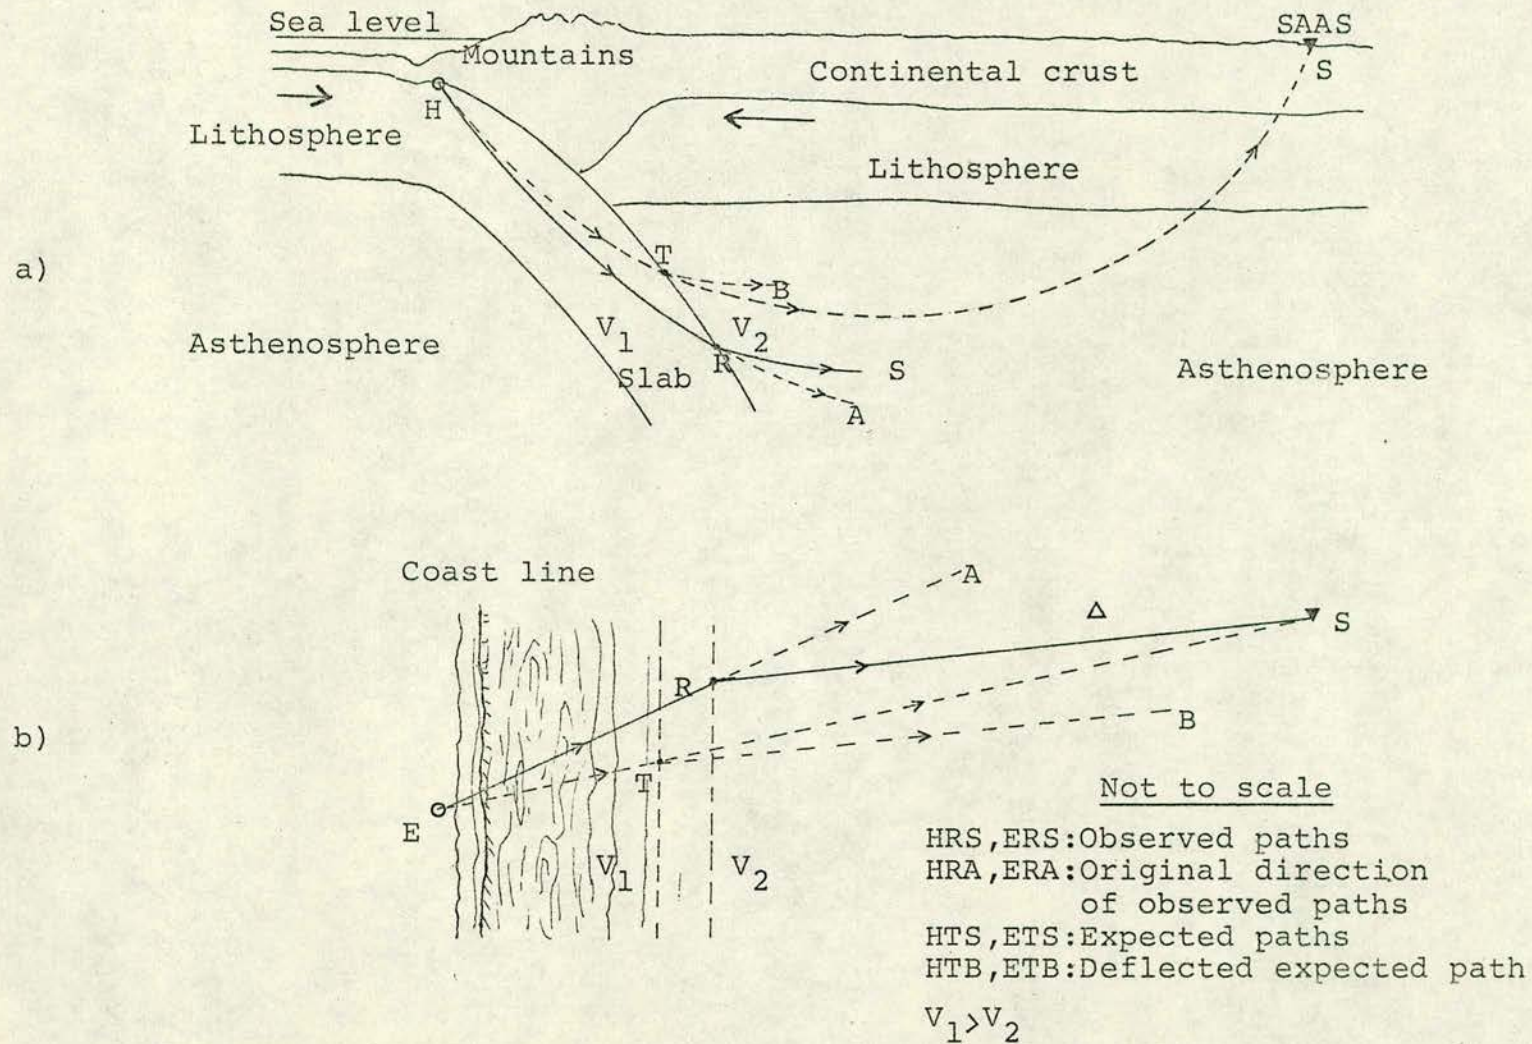 Sea level
SAAS
Mountains
Continental crust
S
H
Lithosphere
Lithosphere
a)
T
B
V1
V2
Asthenosphere
R
S
Slab
Asthenosphere
A
Coast line
A
Δ
S
R
B
b)
T
Not to scale
E
HRS,ERS:Observed paths
V1
V2
HRA,ERA:Original direction
of observed paths
HTS,ETS:Expected paths
HTB,ETB:Deflected expected path
V1>V2